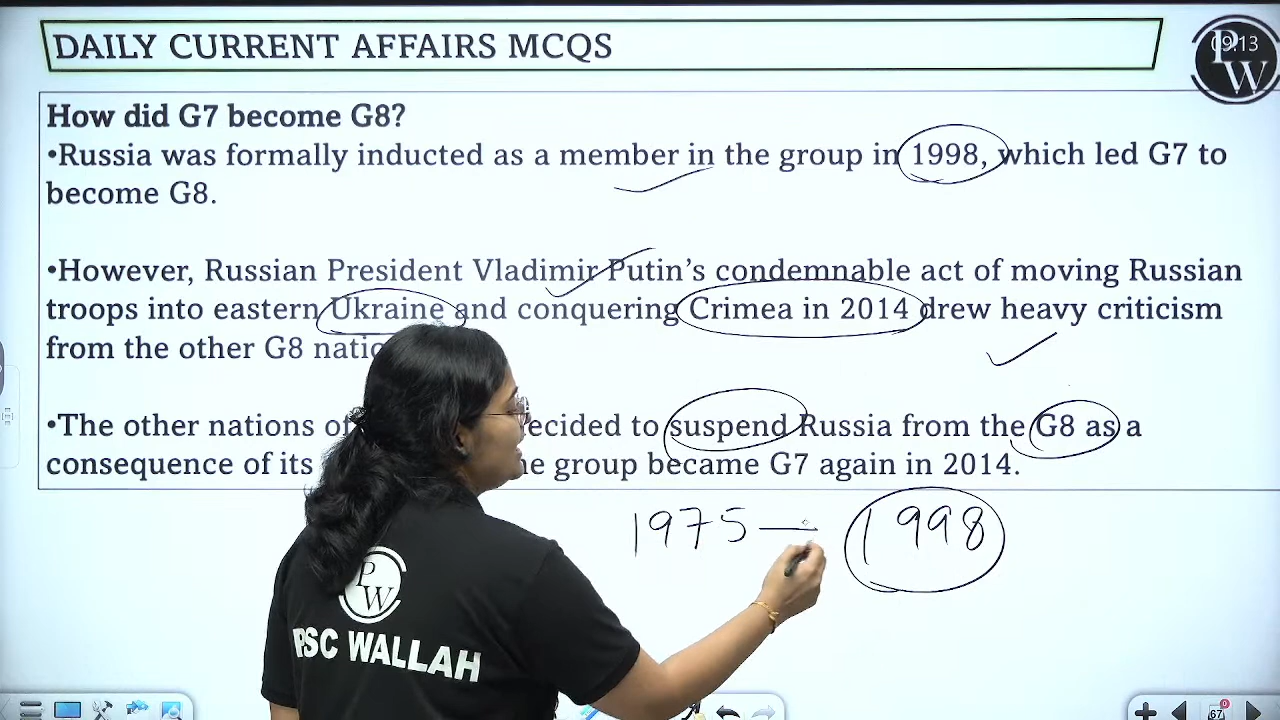 DAILY CURRENT AFFAIRS MCQS
09:13
PW
How did G7 become G8?
•Russia was formally inducted as a member in the group in 1998, which led G7 to
become G8.
•However, Russian President Vladimir Putin's condemnable act of moving Russian
troops into eastern Ukraine and conquering Crimea in 2014 drew heavy criticism
from the other G8
•The other nations decided to suspend Russia from the G8 as a
consequence of its group became G7 again in 2014.
1975 — 1998
PW
PSC WALLAH
67